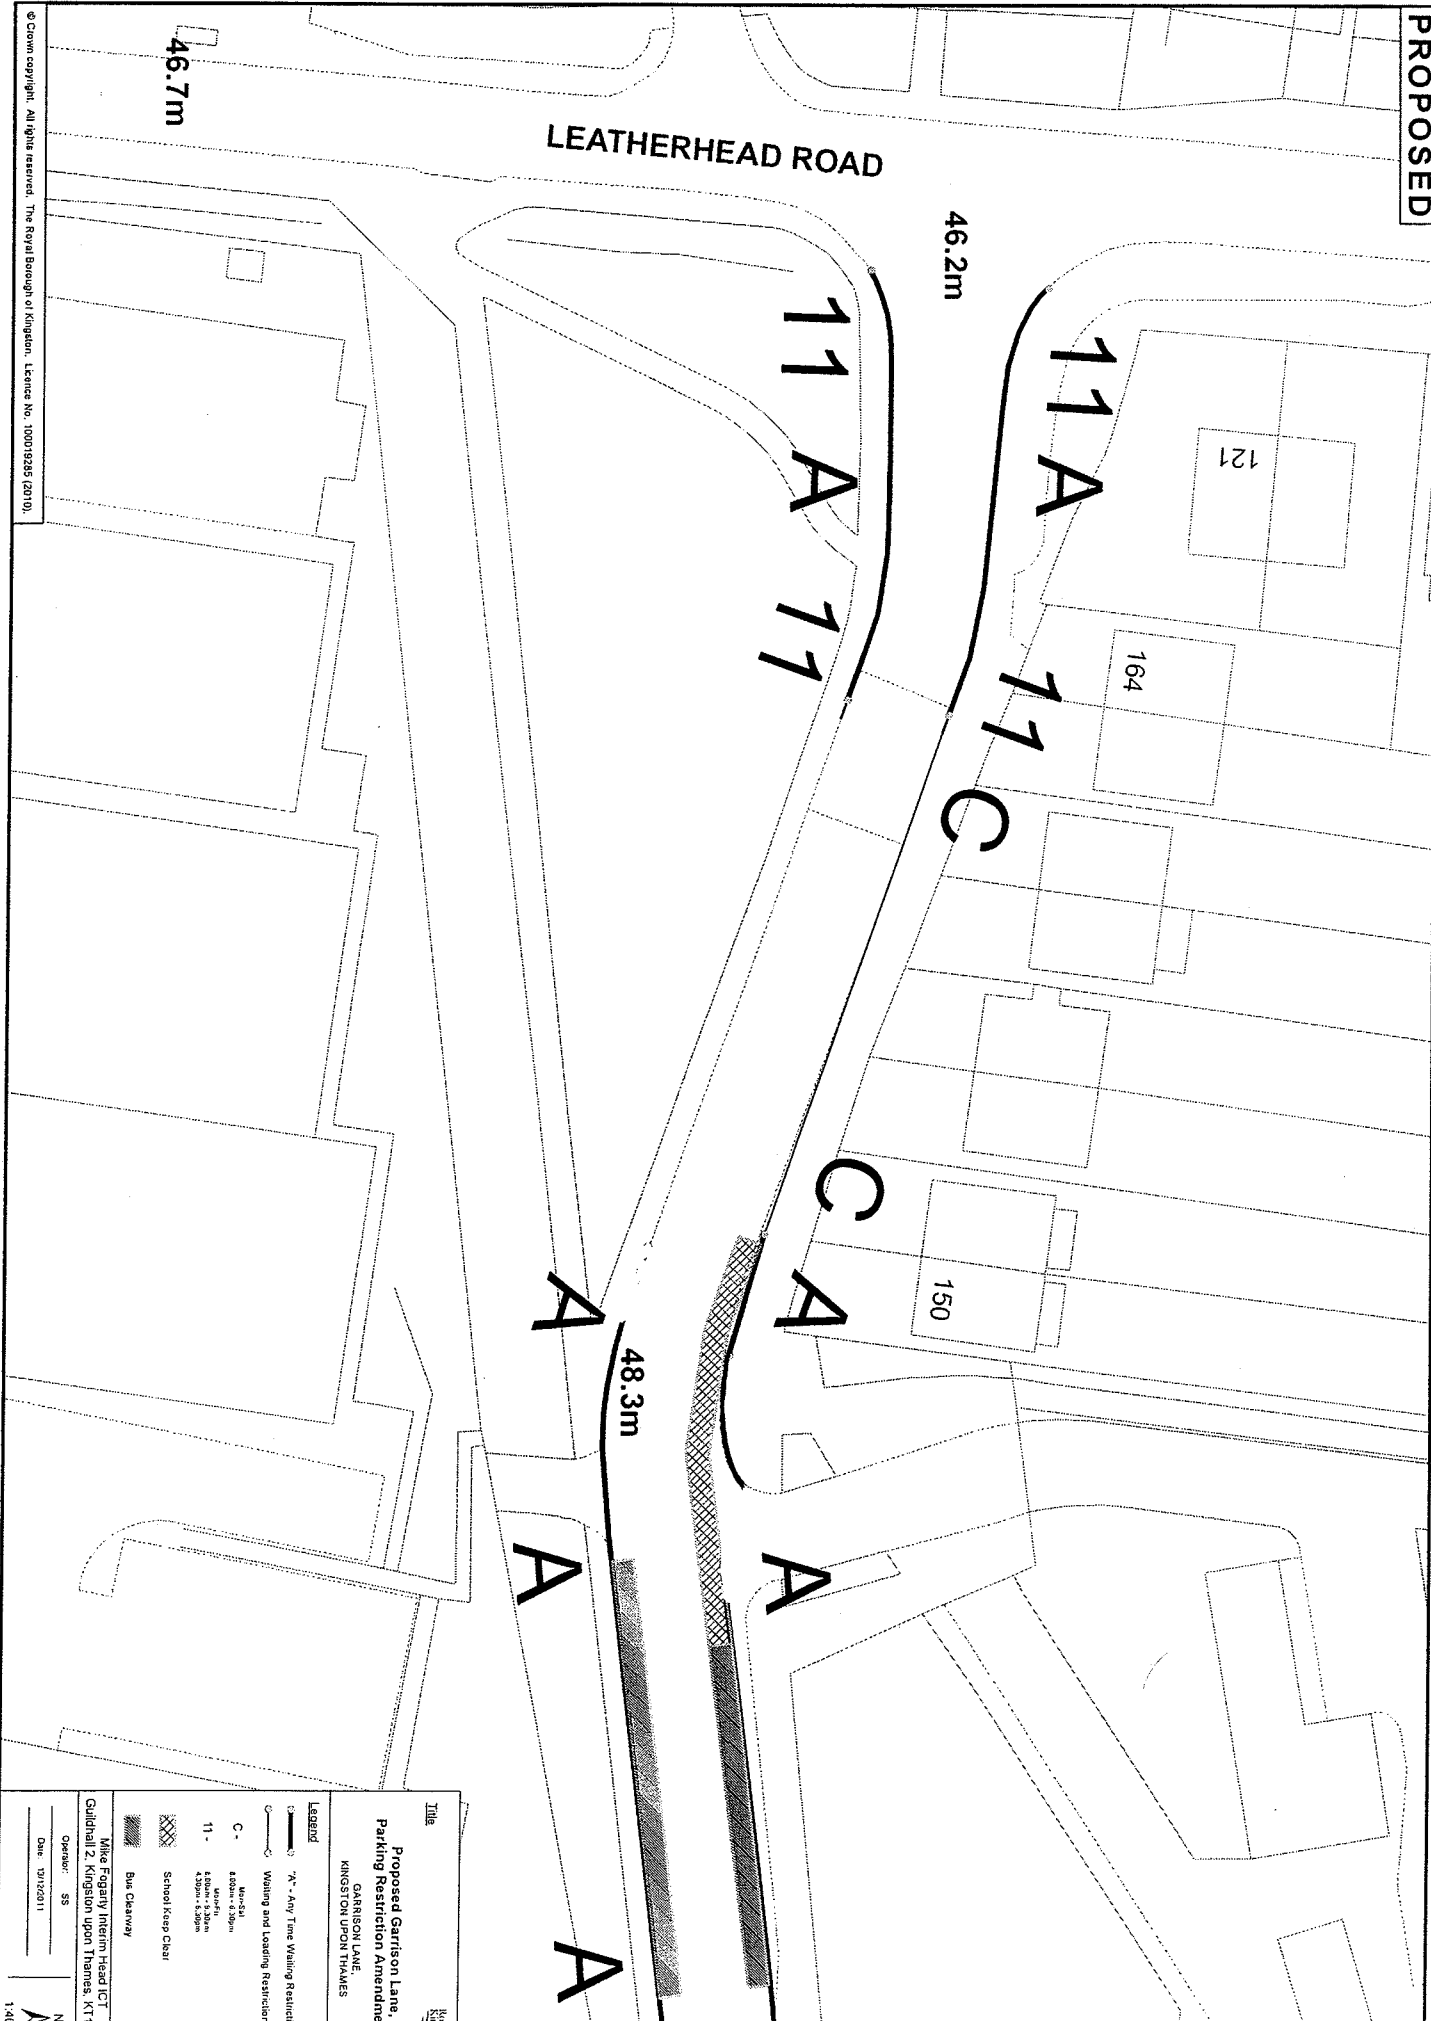 PROPOSED
LEATHERHEAD ROAD
46.7m
46.2m
11 A 11 C C A A
11 A 11 A A A
121
164
150
48.3m
© Crown copyright. All rights reserved. The Royal Borough of Kingston. Licence No. 100019285 (2010).
Title
Proposed Garrison Lane,
Parking Restriction Amendme
GARRISON LANE,
KINGSTON UPON THAMES
Legend
"A" - Any Time Waiting Restricti
Waiting and Loading Restriction
C - Mon-Sat
8.00am - 6.30pm
11 - Mon-Fri
8.00am - 9.30am
4.30pm - 6.30pm
School Keep Clear
Bus Clearway
Mike Fogarty Interim Head ICT
Guildhall 2, Kingston upon Thames, KT1
Operator: SS
Date: 13/12/2011
N